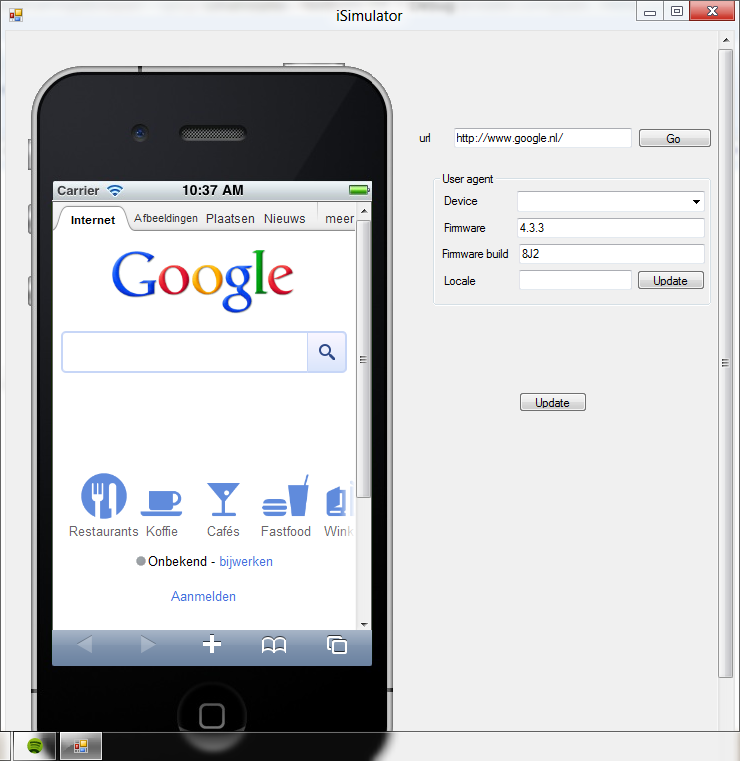 iSimulator
Carrier 10:37 AM
Internet Afbeeldingen Plaatsen Nieuws meer
Google
Restaurants Koffie Cafés Fastfood Wink
Onbekend - bijwerken
Aanmelden
url http://www.google.nl/ Go
User agent
Device
Firmware 4.3.3
Firmware build 8J2
Locale Update
Update